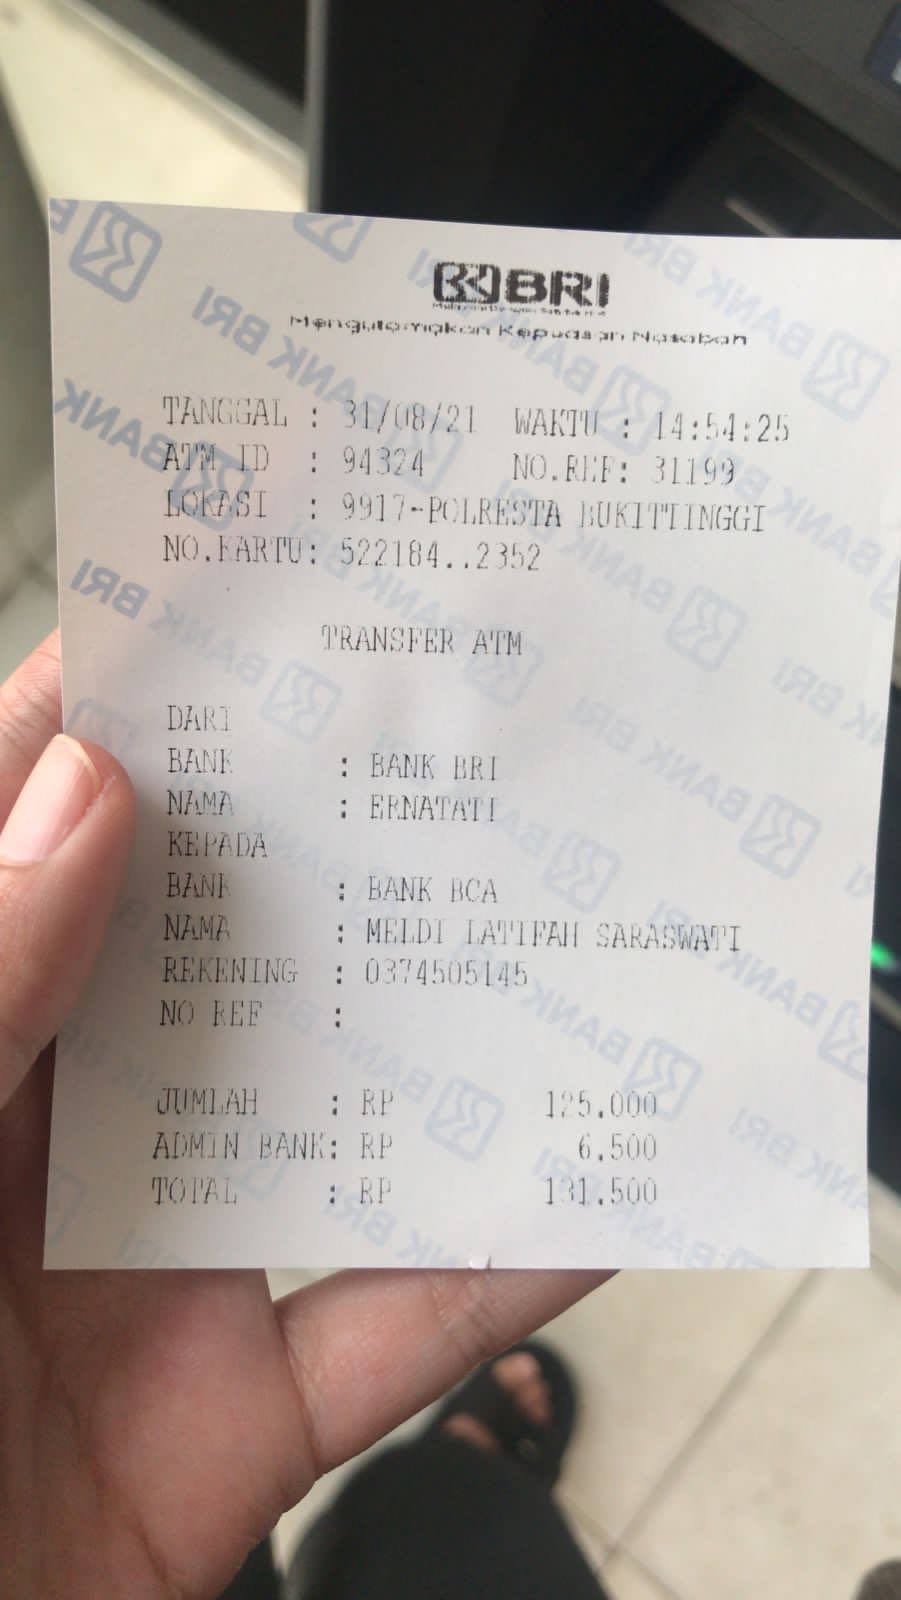 BRI
Mengutamakan Kepuasan Nasabah
TANGGAL : 31/08/21 WAKTU : 14:54:25
ATM ID : 94324 NO.REF: 31199
LOKASI : 9917-POLRESTA BUKITTINGGI
NO.KARTU: 522184..2352
TRANSFER ATM
DARI
BANK : BANK BRI
NAMA : ERNATATI
KEPADA
BANK : BANK BCA
NAMA : MELDI LATIFAH SARASWATI
REKENING : 0374505145
NO REF :
JUMLAH : RP 125.000
ADMIN BANK: RP 6.500
TOTAL : RP 131.500